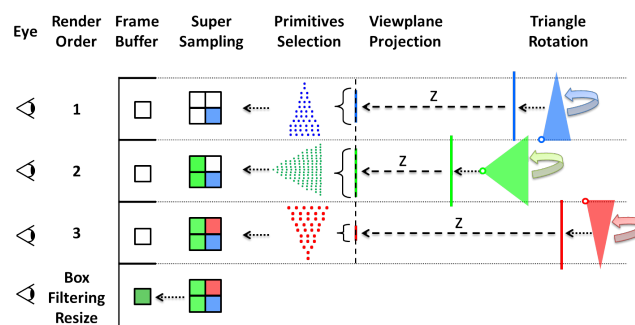 Eye Render Order Frame Buffer Super Sampling Primitives Selection Viewplane Projection Triangle Rotation
1 Z
2 Z
3 Z
Box
Filtering
Resize